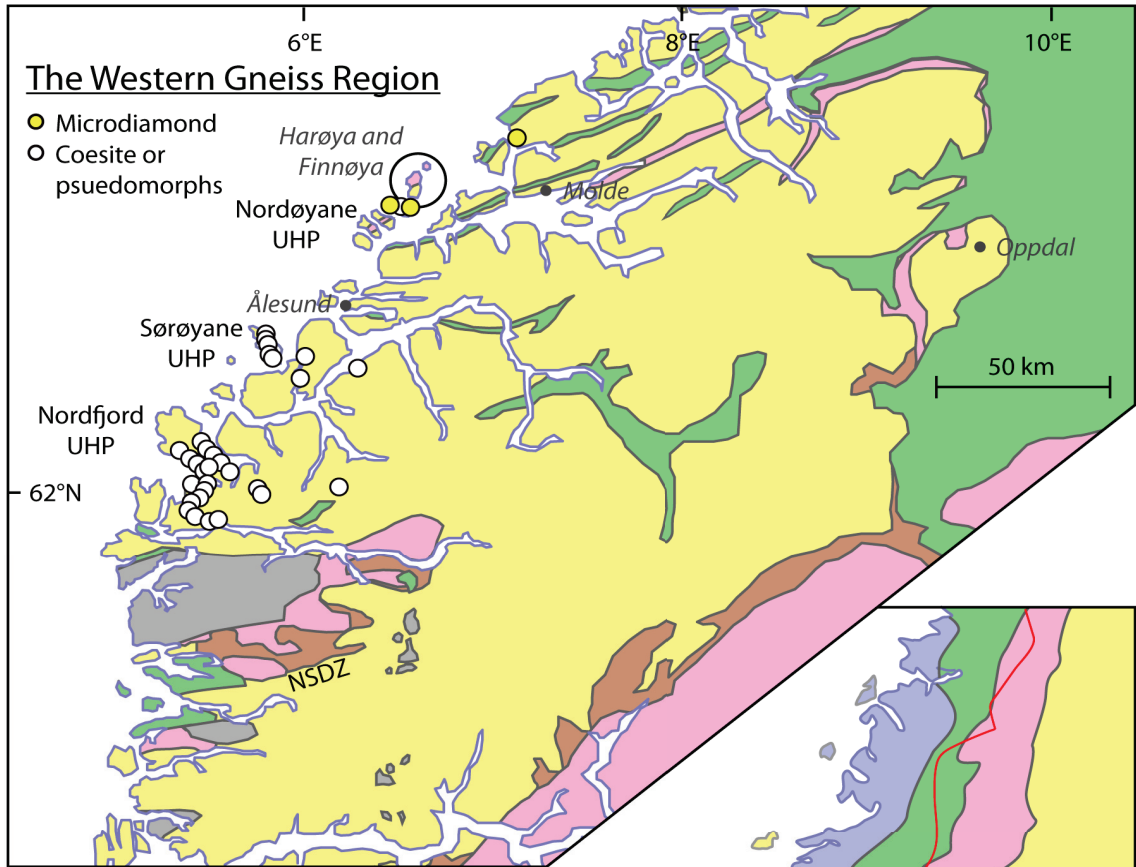 6°E
8°E
10°E
The Western Gneiss Region
Microdiamond
Coesite or
psuedomorphs
Harøya and
Finnøya
Nordøyane
UHP
Molde
Oppdal
Ålesund
Sørøyane
UHP
50 km
Nordfjord
UHP
62°N
NSDZ